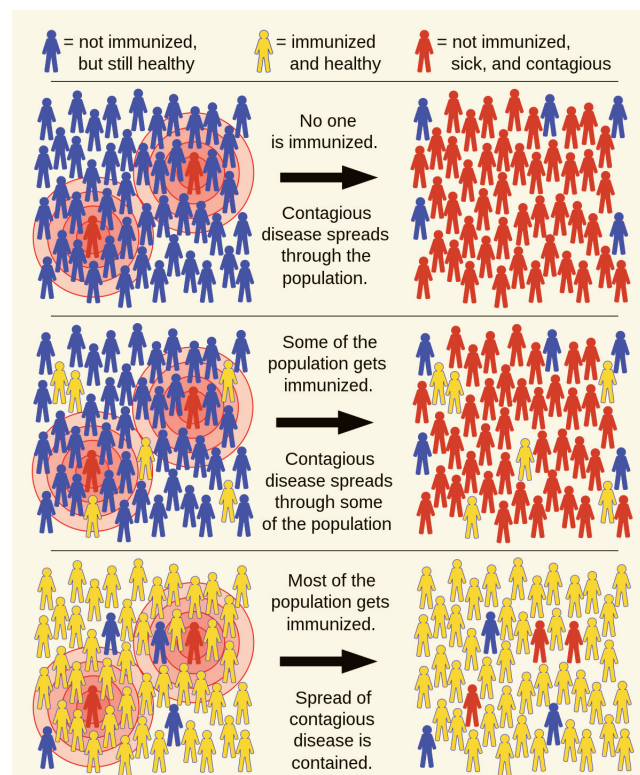 = not immunized,
but still healthy
= immunized
and healthy
= not immunized,
sick, and contagious
No one
is immunized.
Contagious
disease spreads
through the
population.
Some of the
population gets
immunized.
Contagious
disease spreads
through some
of the population
Most of the
population gets
immunized.
Spread of
contagious
disease is
contained.